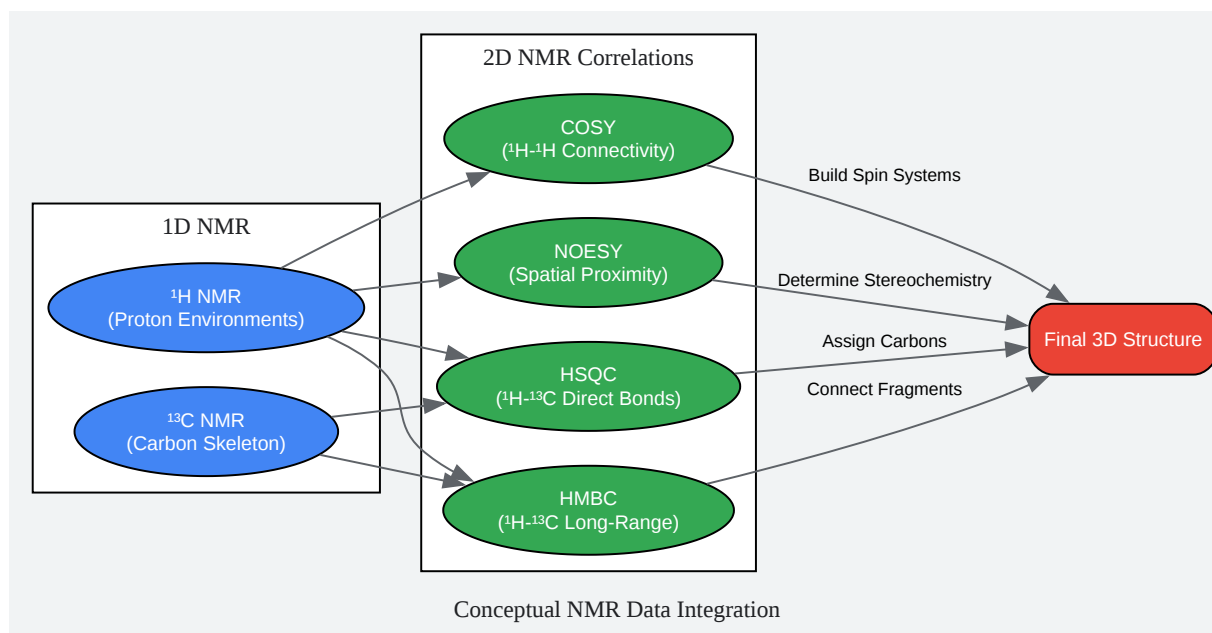 2D NMR Correlations
COSY
(¹H-¹H Connectivity)
Build Spin Systems
1D NMR
NOESY
(Spatial Proximity)
¹H NMR
(Proton Environments)
Determine Stereochemistry
Final 3D Structure
Assign Carbons
HSQC
(¹H-¹³C Direct Bonds)
Connect Fragments
¹³C NMR
(Carbon Skeleton)
HMBC
(¹H-¹³C Long-Range)
Conceptual NMR Data Integration